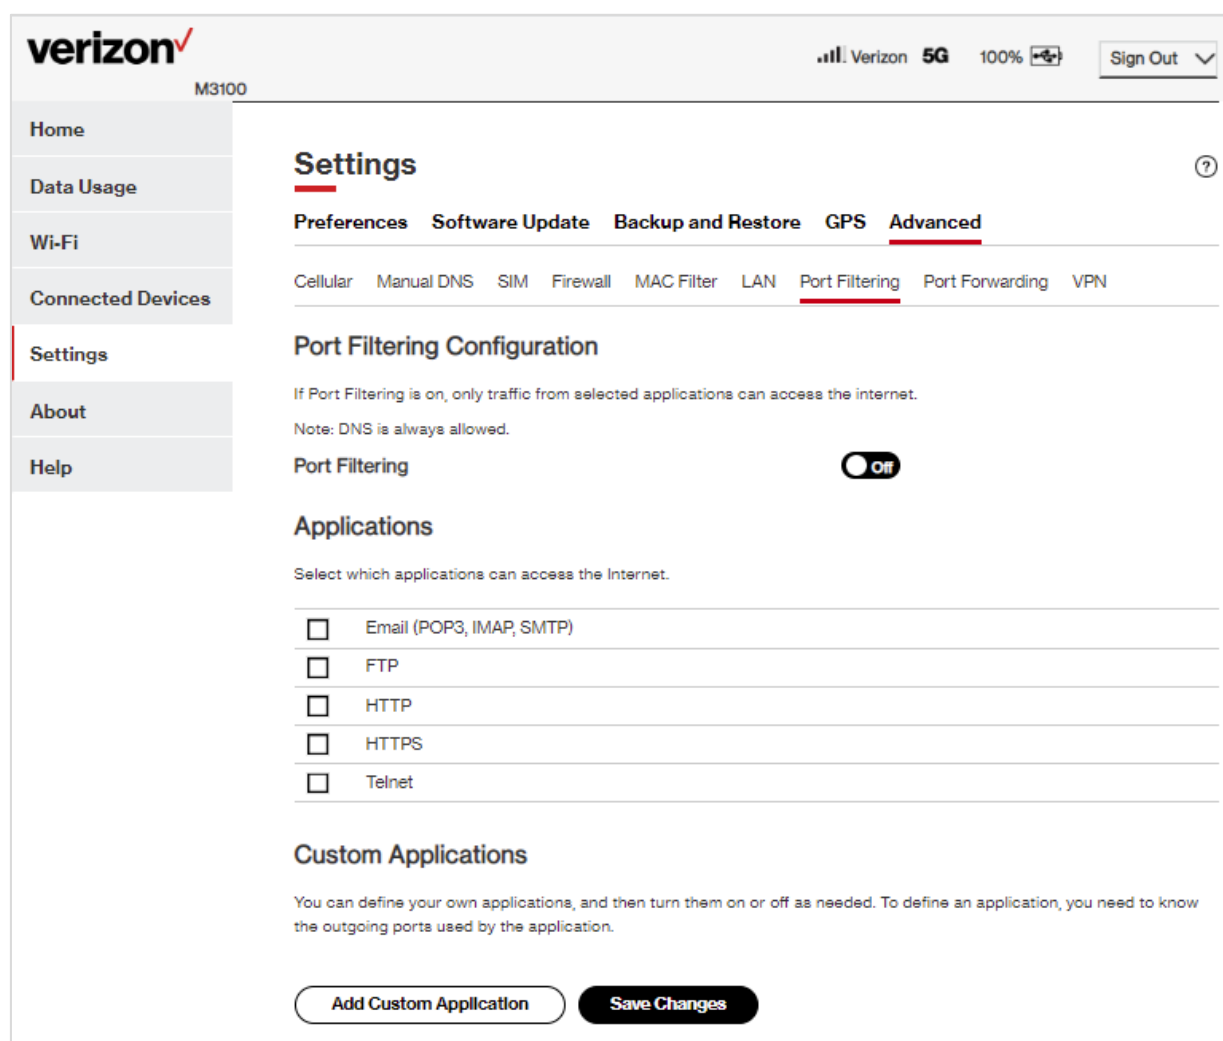 verizon
M3100
Verizon 5G 100% Sign Out
Home
Data Usage
Wi-Fi
Connected Devices
Settings
About
Help
Settings
?
Preferences Software Update Backup and Restore GPS Advanced
Cellular Manual DNS SIM Firewall MAC Filter LAN Port Filtering Port Forwarding VPN
Port Filtering Configuration
If Port Filtering is on, only traffic from selected applications can access the internet.
Note: DNS is always allowed.
Port Filtering Off
Applications
Select which applications can access the Internet.
Email (POP3, IMAP, SMTP)
FTP
HTTP
HTTPS
Telnet
Custom Applications
You can define your own applications, and then turn them on or off as needed. To define an application, you need to know
the outgoing ports used by the application.
Add Custom Application Save Changes